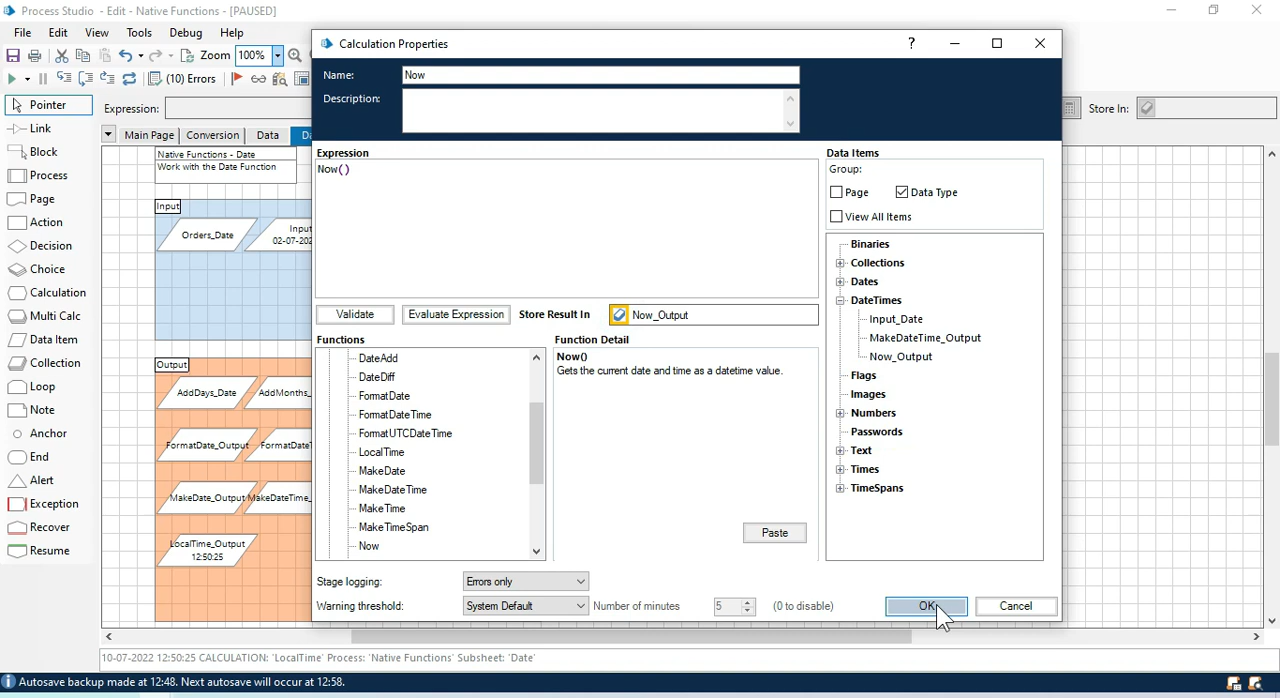 Process Studio - Edit - Native Functions - [PAUSED]
File Edit View Tools Debug Help
Zoom 100%
(10) Errors
Pointer
Link
Block
Process
Page
Action
Decision
Choice
Calculation
Multi Calc
Data Item
Collection
Loop
Note
Anchor
End
Alert
Exception
Recover
Resume
Expression:
Store In:
Main Page Conversion Data
Native Functions - Date
Work with the Date Function
Input
Orders_Date
Output
AddDays_Date AddMonths_
FormatDate_Output
MakeDate_Output MakeDateTime_
LocalTime_Output
12:50:25
Calculation Properties
?
Name: Now
Description:
Expression
Now()
Validate Evaluate Expression Store Result In Now_Output
Functions
DateAdd
DateDiff
FormatDate
FormatDateTime
FormatUTCDateTime
LocalTime
MakeDate
MakeDateTime
MakeTime
MakeTimeSpan
Now
Function Detail
Now()
Gets the current date and time as a datetime value.
Paste
Data Items
Group:
Page Data Type
View All Items
Binaries
Collections
Dates
DateTimes
Input_Date
MakeDateTime_Output
Now_Output
Flags
Images
Numbers
Passwords
Text
Times
TimeSpans
Stage logging: Errors only
Warning threshold: System Default Number of minutes 5 (0 to disable)
OK Cancel
10-07-2022 12:50:25 CALCULATION: 'LocalTime' Process: 'Native Functions' Subsheet: 'Date'
Autosave backup made at 12:48. Next autosave will occur at 12:58.